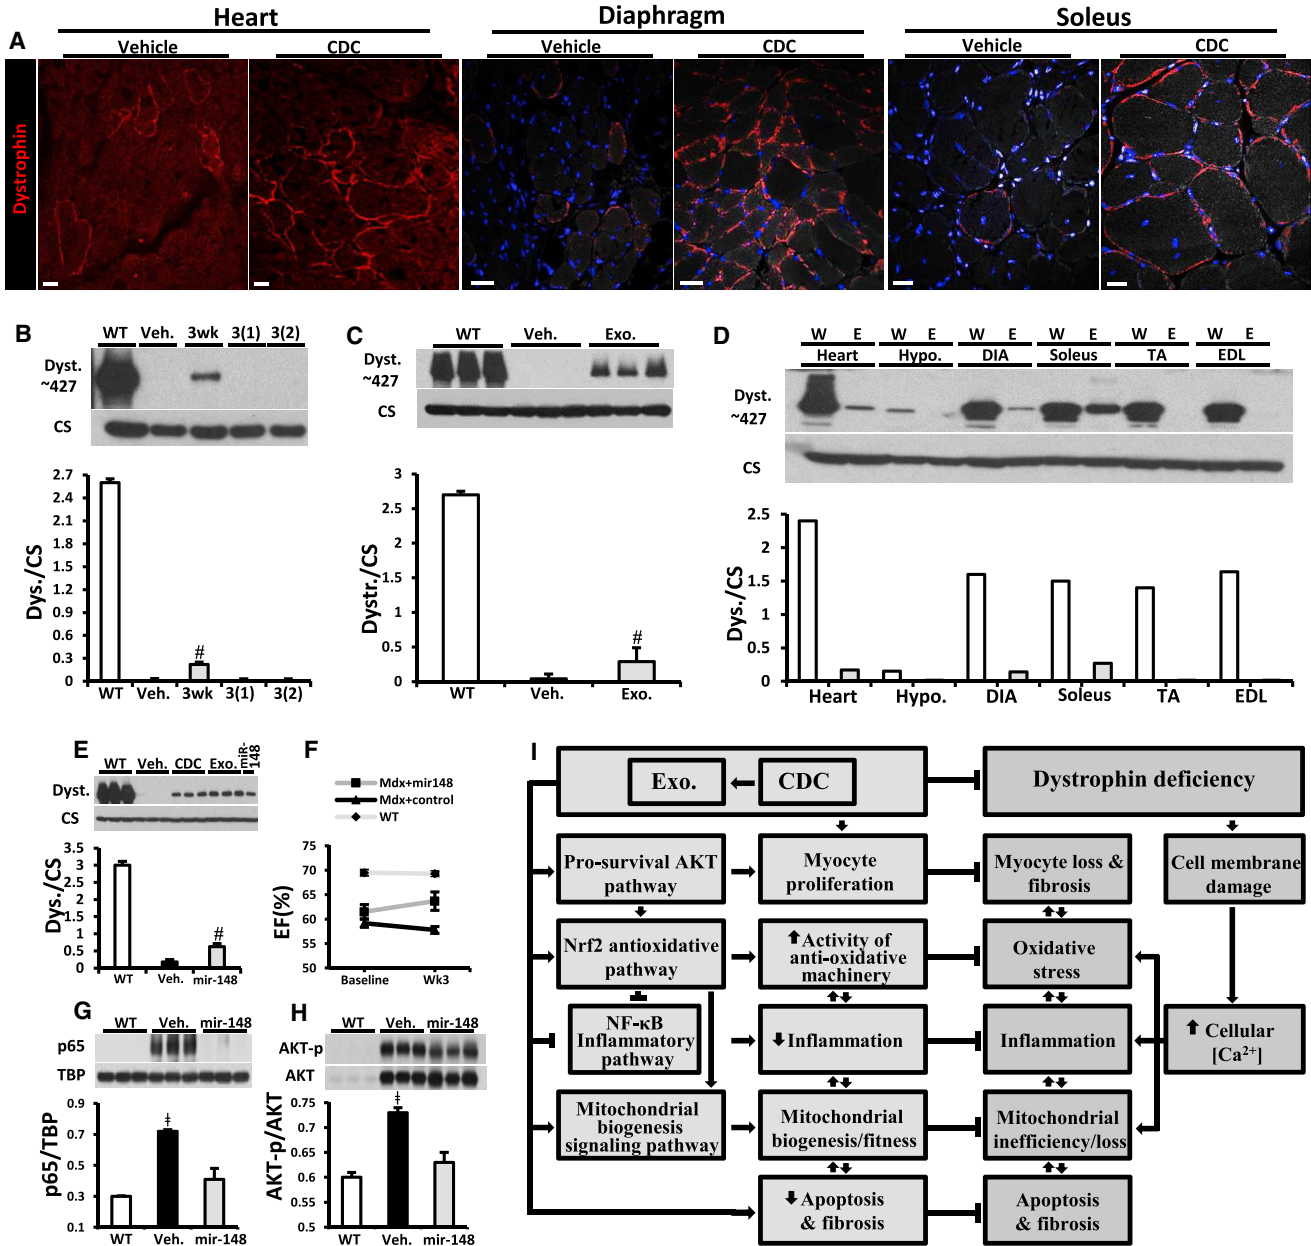 Heart
Diaphragm
Soleus
A
Vehicle
CDC
Vehicle
CDC
Vehicle
CDC
Dystrophin
B
WT
Veh.
3wk
3(1)
3(2)
Dyst.
~427
CS
2.7
2.4
2.1
1.8
1.5
1.2
0.9
0.6
0.3
0
Dys./CS
#
WT
Veh.
3wk
3(1)
3(2)
C
WT
Veh.
Exo.
Dyst.
~427
CS
3
2.5
2
1.5
1
0.5
0
Dystr./CS
#
WT
Veh.
Exo.
D
W E W E W E W E W E W E
Heart
Hypo.
DIA
Soleus
TA
EDL
Dyst.
~427
CS
2.5
2
1.5
1
0.5
0
Dys./CS
Heart
Hypo.
DIA
Soleus
TA
EDL
E
WT
Veh.
CDC
Exo.
miR-
148
Dyst.
CS
3.5
3
2.5
2
1.5
1
0.5
0
Dys./CS
#
WT
Veh.
mir-148
F
Mdx+mir148
Mdx+control
WT
75
70
65
60
55
50
EF(%)
Baseline
Wk3
G
WT
Veh.
mir-148
p65
TBP
0.9
0.7
0.5
0.3
0.1
p65/TBP
ǂ
WT
Veh.
mir-148
H
WT
Veh.
mir-148
AKT-p
AKT
0.75
0.7
0.65
0.6
0.55
0.5
AKT-p/AKT
ǂ
WT
Veh.
mir-148
I
Exo.
CDC
Dystrophin deficiency
Pro-survival AKT
pathway
Myocyte
proliferation
Myocyte loss &
fibrosis
Cell membrane
damage
Nrf2 antioxidative
pathway
Activity of
anti-oxidative
machinery
Oxidative
stress
NF-κB
Inflammatory
pathway
Inflammation
Inflammation
Cellular
[Ca²⁺]
Mitochondrial
biogenesis
signaling pathway
Mitochondrial
biogenesis/fitness
Mitochondrial
inefficiency/loss
Apoptosis
& fibrosis
Apoptosis
& fibrosis